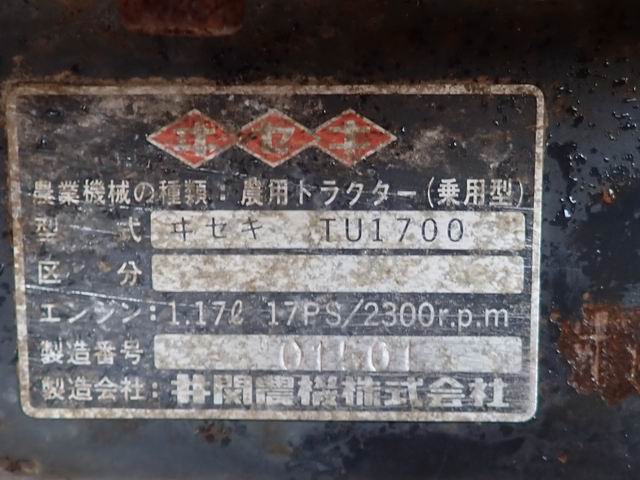 ヰセキ
農業機械の種類：農用トラクター(乗用型)
型式 ヰセキ TU1700
区分
エンジン：1.17ℓ 17PS/2300r.p.m
製造番号 01501
製造会社：井関農機株式会社